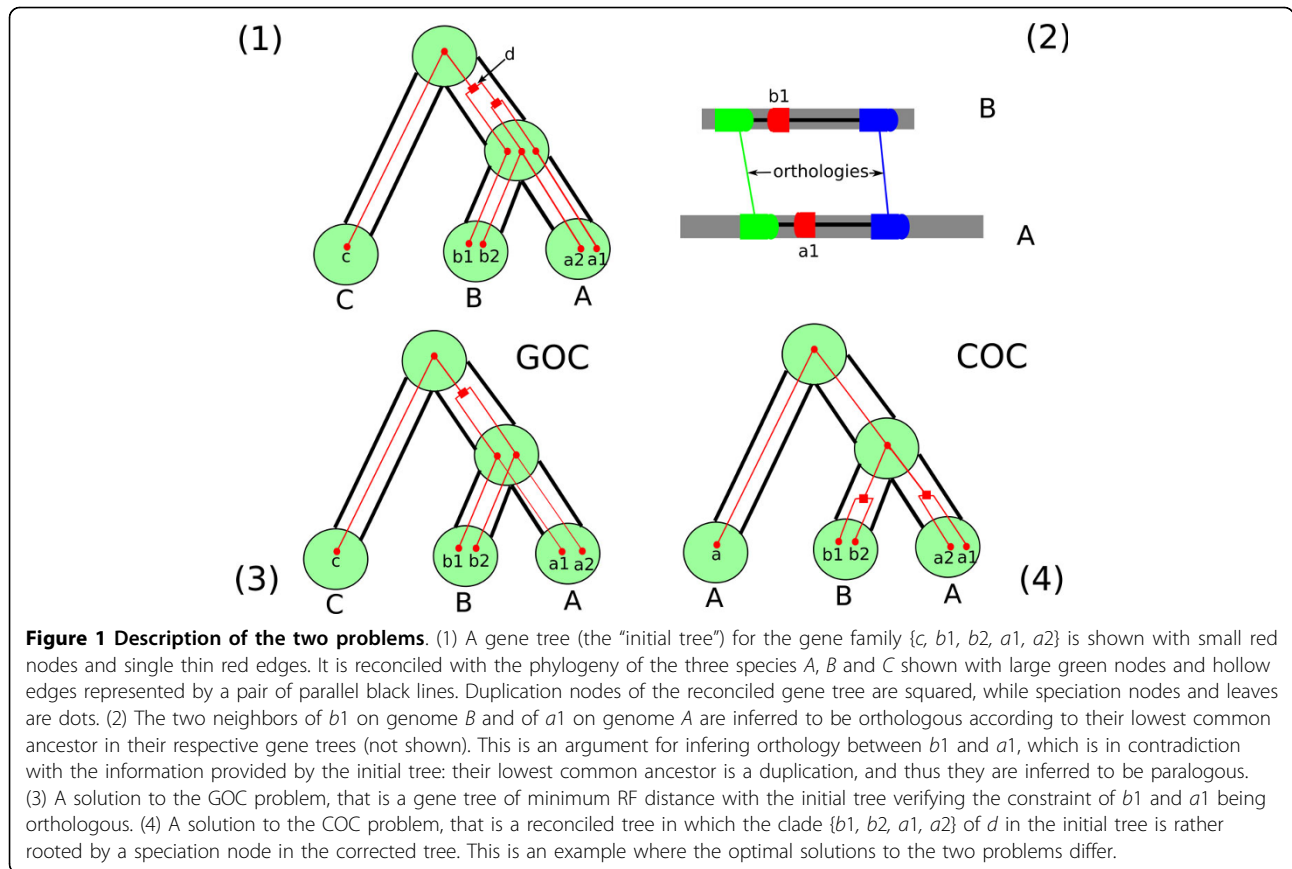 (1)
d
c
b1 b2
a2 a1
C
B
A
(2)
b1
B
orthologies
a1
A
GOC
c
b1 b2
a1 a2
(3)
C
B
A
COC
a
b1 b2
a2 a1
(4)
A
B
A
Figure 1 Description of the two problems. (1) A gene tree (the "initial tree") for the gene family {c, b1, b2, a1, a2} is shown with small red
nodes and single thin red edges. It is reconciled with the phylogeny of the three species A, B and C shown with large green nodes and hollow
edges represented by a pair of parallel black lines. Duplication nodes of the reconciled gene tree are squared, while speciation nodes and leaves
are dots. (2) The two neighbors of b1 on genome B and of a1 on genome A are inferred to be orthologous according to their lowest common
ancestor in their respective gene trees (not shown). This is an argument for infering orthology between b1 and a1, which is in contradiction
with the information provided by the initial tree: their lowest common ancestor is a duplication, and thus they are inferred to be paralogous.
(3) A solution to the GOC problem, that is a gene tree of minimum RF distance with the initial tree verifying the constraint of b1 and a1 being
orthologous. (4) A solution to the COC problem, that is a reconciled tree in which the clade {b1, b2, a1, a2} of d in the initial tree is rather
rooted by a speciation node in the corrected tree. This is an example where the optimal solutions to the two problems differ.